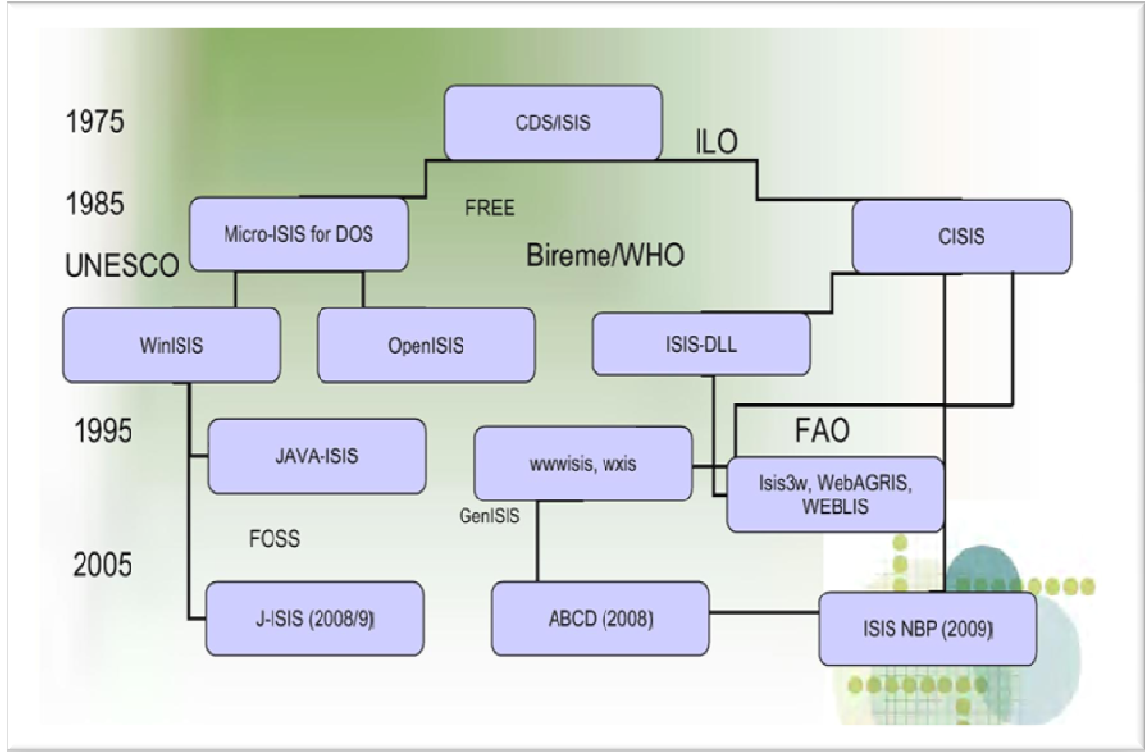 1975
CDS/ISIS
ILO
1985
FREE
Micro-ISIS for DOS
CISIS
UNESCO
Bireme/WHO
WinISIS
OpenISIS
ISIS-DLL
1995
FAO
JAVA-ISIS
wwwisis, wxis
Isis3w, WebAGRIS,
WEBLIS
GenISIS
FOSS
2005
J-ISIS (2008/9)
ABCD (2008)
ISIS NBP (2009)